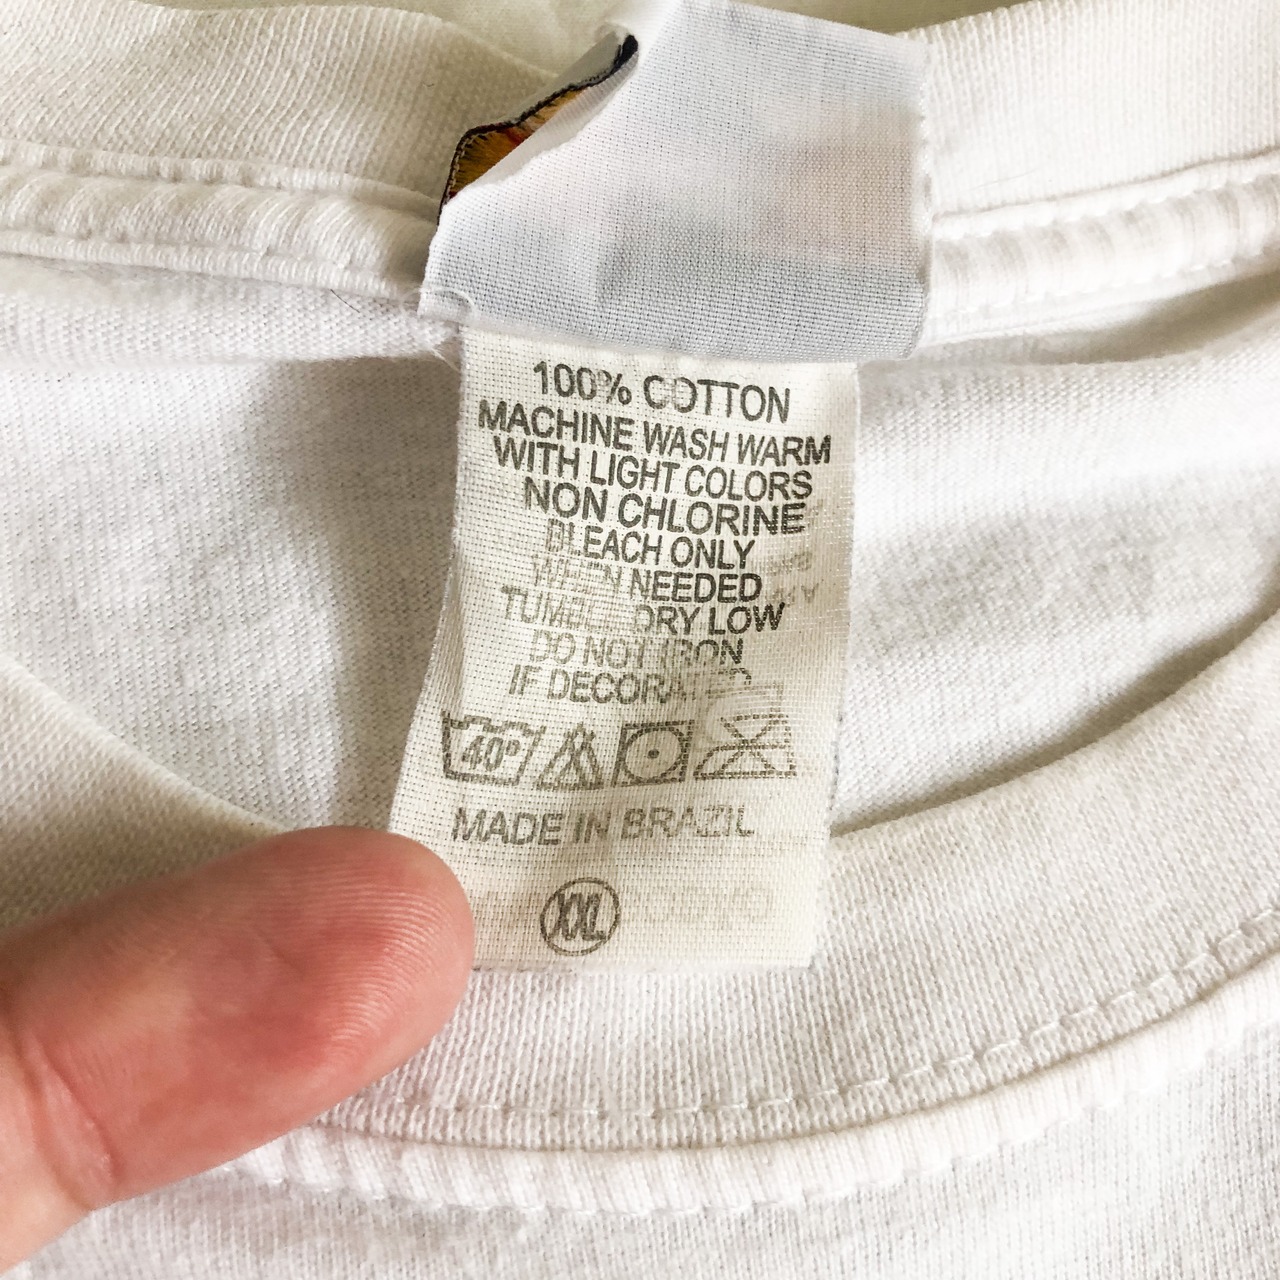 100% COTTON
MACHINE WASH WARM
WITH LIGHT COLORS
NON CHLORINE
BLEACH ONLY
WHEN NEEDED
TUMBLE DRY LOW
DO NOT IRON
IF DECORATED
40°
MADE IN BRAZIL
XXL